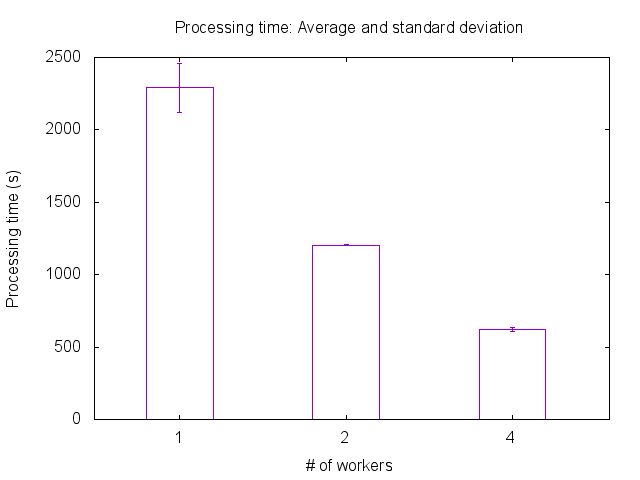 Processing time: Average and standard deviation
2500
2000
1500
1000
500
0
Processing time (s)
1 2 4
# of workers